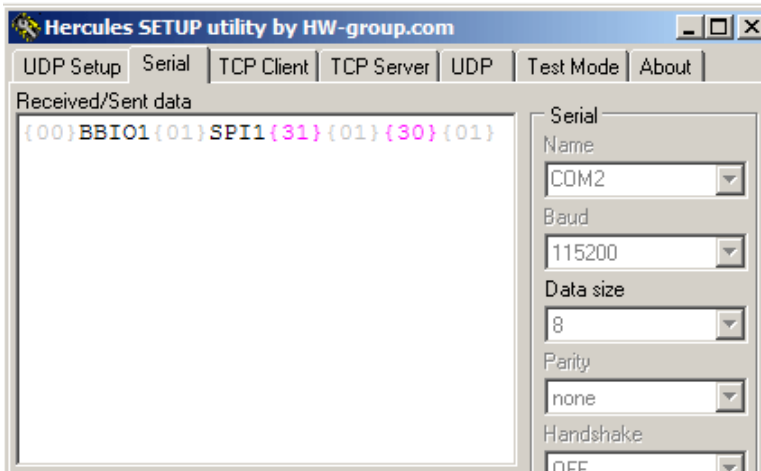 Hercules SETUP utility by HW-group.com
UDP Setup Serial TCP Client TCP Server UDP Test Mode About
Received/Sent data
{00}BBIO1{01}SPI1{31}{01}{30}{01}
Serial
Name
COM2
Baud
115200
Data size
8
Parity
none
Handshake
OFF